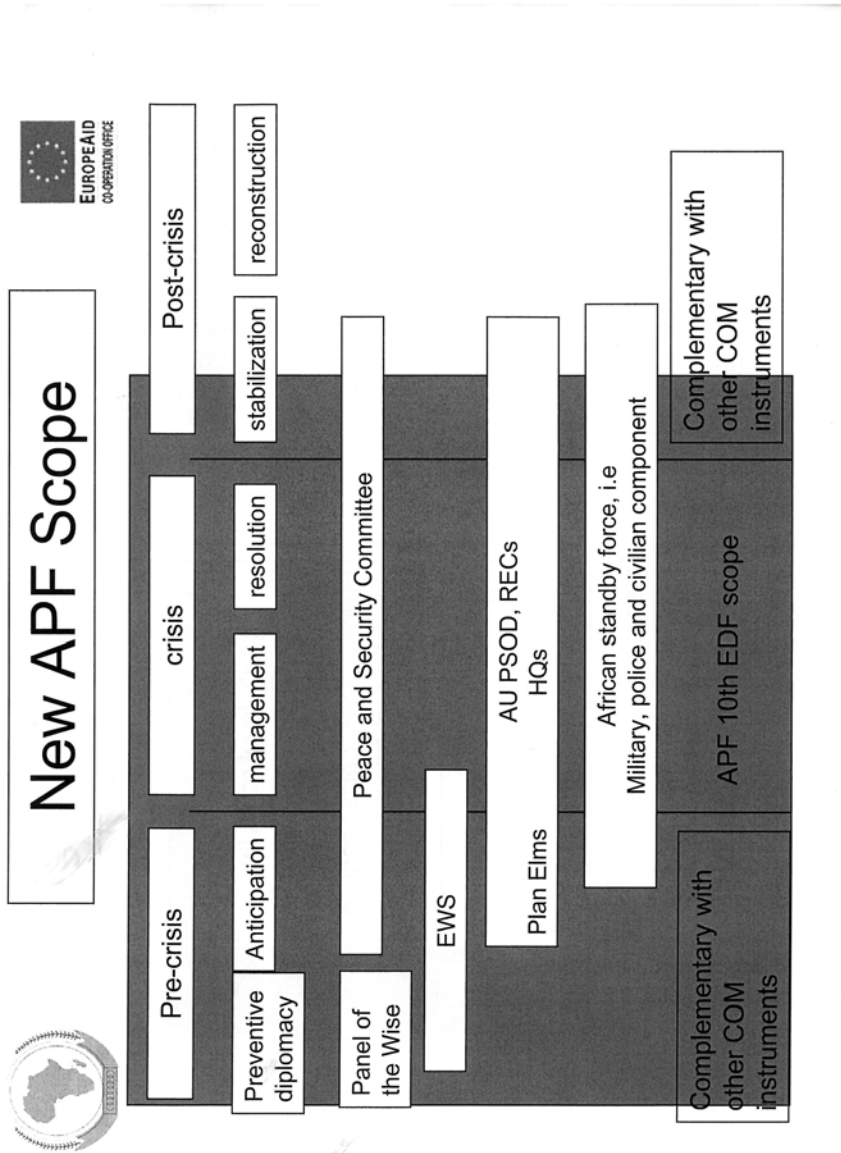 New APF Scope
EUROPEAID
CO-OPERATION OFFICE
Pre-crisis
crisis
Post-crisis
Preventive
diplomacy
Anticipation
management
resolution
stabilization
reconstruction
Panel of
the Wise
Peace and Security Committee
EWS
Plan Elms
AU PSOD, RECs
HQs
African standby force, i.e
Military, police and civilian component
Complementary with
other COM
instruments
APF 10th EDF scope
Complementary with
other COM
instruments